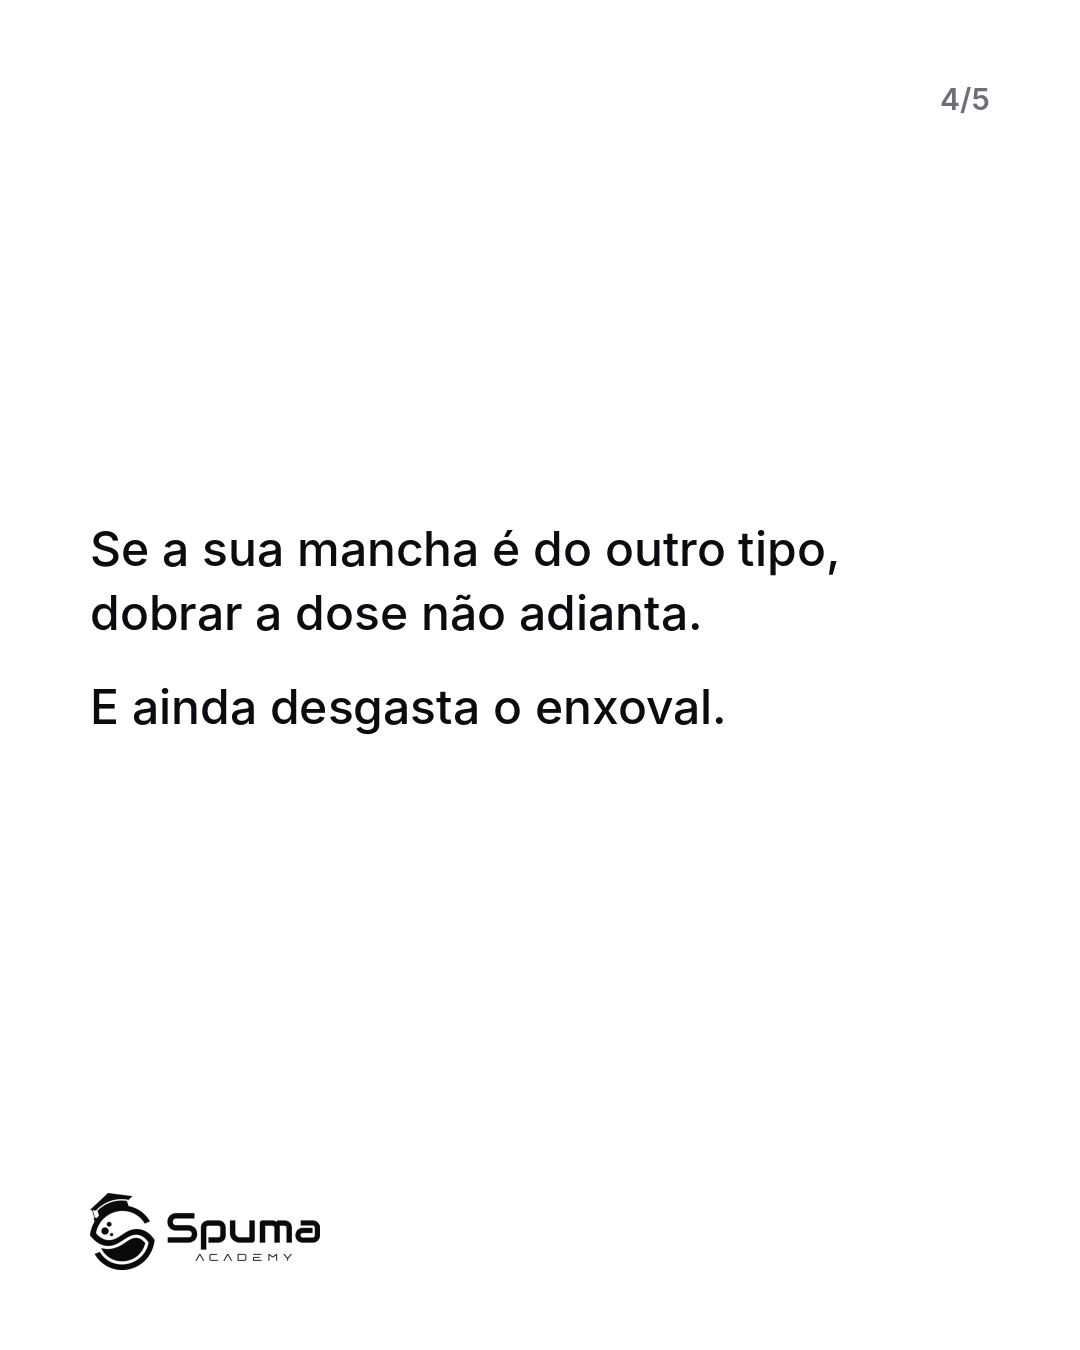 4/5
Se a sua mancha é do outro tipo,
dobrar a dose não adianta.
E ainda desgasta o enxoval.
Spuma
ACADEMY